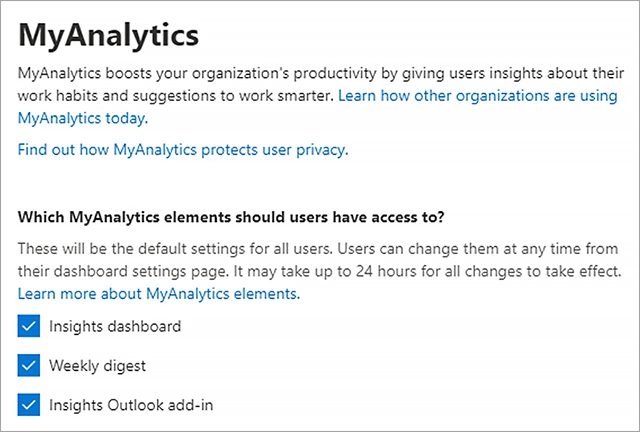 MyAnalytics
MyAnalytics boosts your organization's productivity by giving users insights about their
work habits and suggestions to work smarter. Learn how other organizations are using
MyAnalytics today.
Find out how MyAnalytics protects user privacy.
Which MyAnalytics elements should users have access to?
These will be the default settings for all users. Users can change them at any time from
their dashboard settings page. It may take up to 24 hours for all changes to take effect.
Learn more about MyAnalytics elements.
Insights dashboard
Weekly digest
Insights Outlook add-in